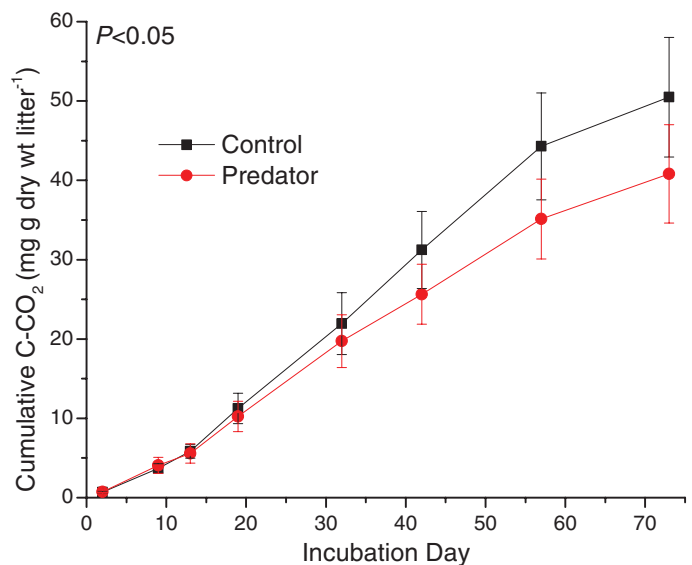 P<0.05
Control
Predator
Cumulative C-CO₂ (mg g dry wt litter⁻¹)
60
50
40
30
20
10
0
0 10 20 30 40 50 60 70
Incubation Day